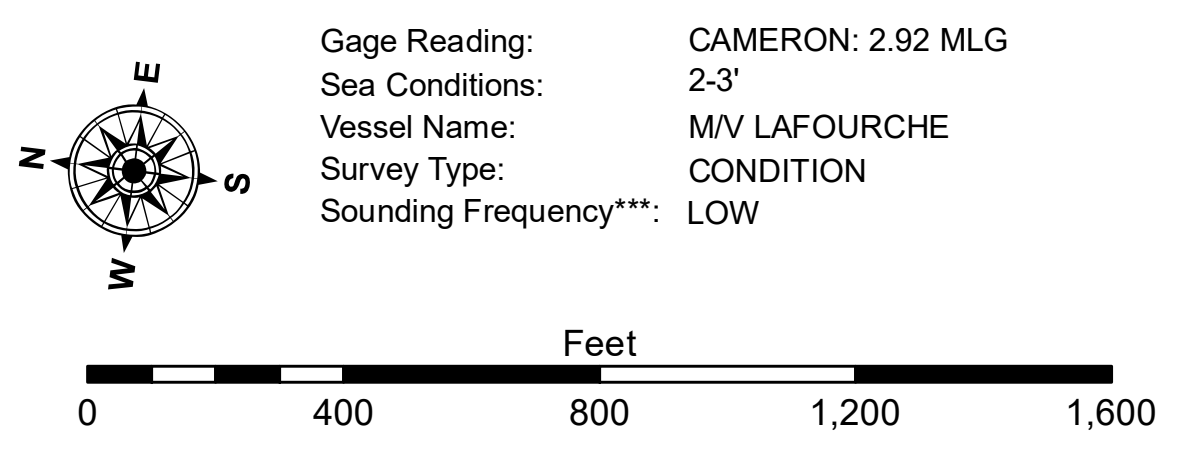 E
N
S
W
Gage Reading: CAMERON: 2.92 MLG
Sea Conditions: 2-3'
Vessel Name: M/V LAFOURCHE
Survey Type: CONDITION
Sounding Frequency***: LOW
Feet
0 400 800 1,200 1,600